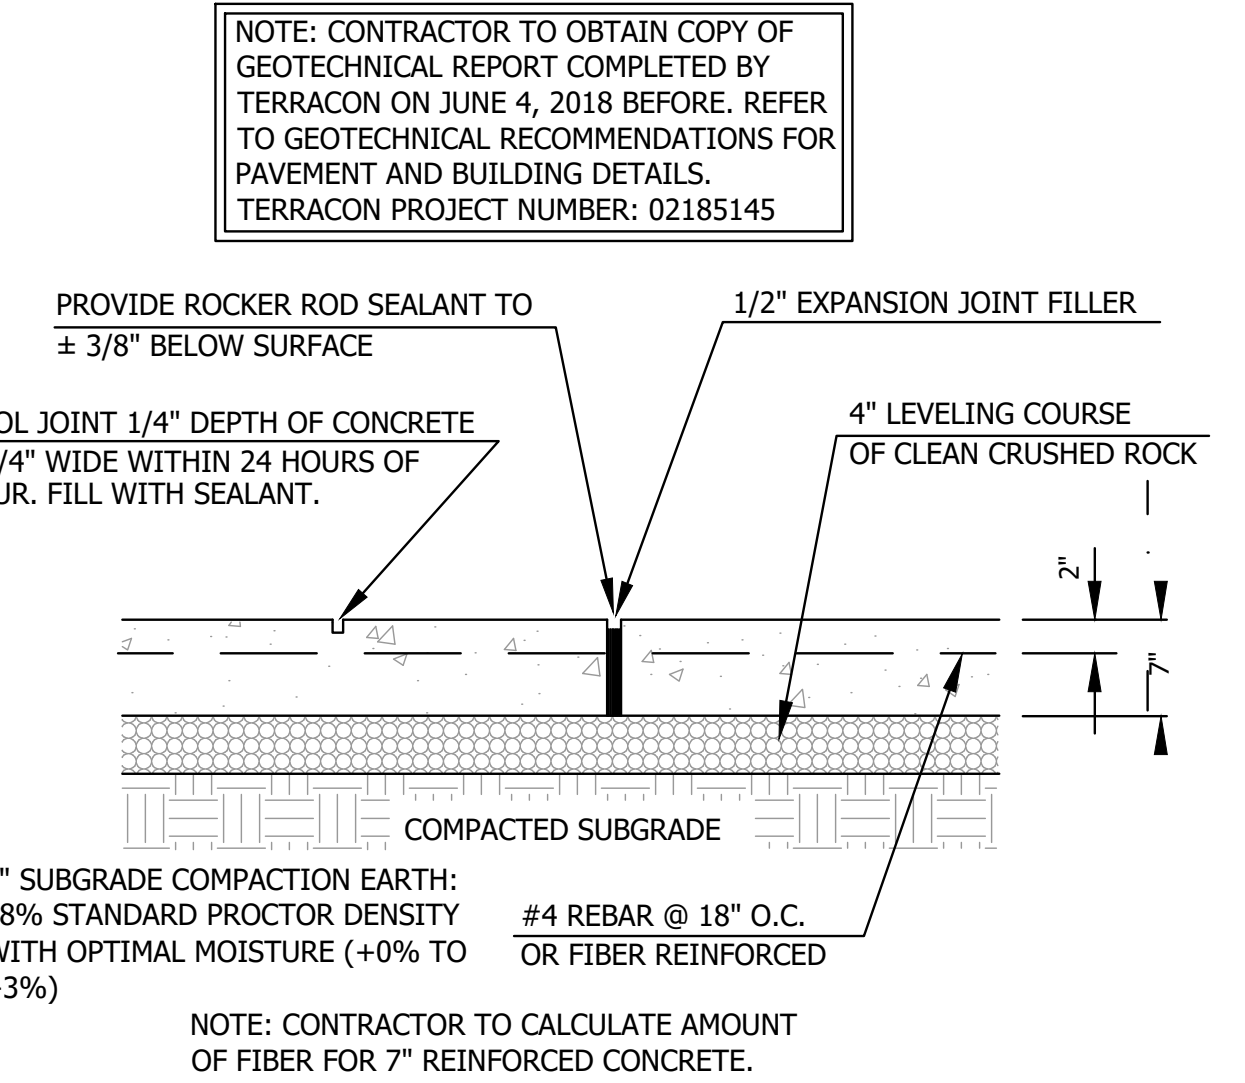 NOTE: CONTRACTOR TO OBTAIN COPY OF
GEOTECHNICAL REPORT COMPLETED BY
TERRACON ON JUNE 4, 2018 BEFORE. REFER
TO GEOTECHNICAL RECOMMENDATIONS FOR
PAVEMENT AND BUILDING DETAILS.
TERRACON PROJECT NUMBER: 02185145
PROVIDE ROCKER ROD SEALANT TO
± 3/8" BELOW SURFACE
1/2" EXPANSION JOINT FILLER
JOINT 1/4" DEPTH OF CONCRETE
WIDE WITHIN 24 HOURS OF
FILL WITH SEALANT.
4" LEVELING COURSE
OF CLEAN CRUSHED ROCK
2"
7"
COMPACTED SUBGRADE
SUBGRADE COMPACTION EARTH:
STANDARD PROCTOR DENSITY
WITH OPTIMAL MOISTURE (+0% TO
3%)
#4 REBAR @ 18" O.C.
OR FIBER REINFORCED
NOTE: CONTRACTOR TO CALCULATE AMOUNT
OF FIBER FOR 7" REINFORCED CONCRETE.